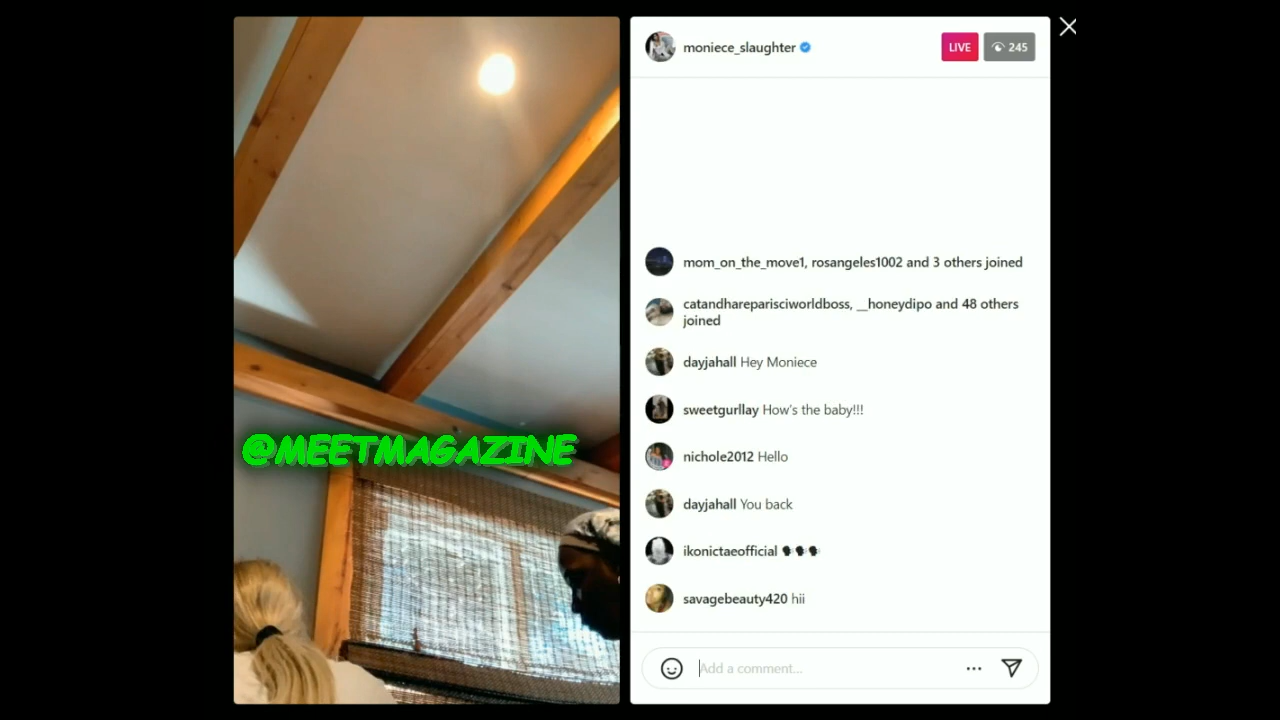 moniece_slaughter
LIVE
245
mom_on_the_move1, rosangeles1002 and 3 others joined
catandhareparisciworldboss, __honeydipo and 48 others
joined
dayjahall Hey Moniece
@MEETMAGAZINE
sweetgurllay How's the baby!!!
nichole2012 Hello
dayjahall You back
ikonictaeofficial
savagebeauty420 hii
Add a comment...